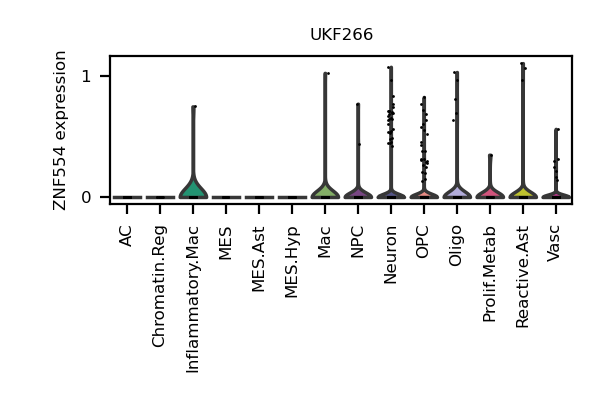 UKF266
ZNF554 expression
1
0
AC
Chromatin.Reg
Inflammatory.Mac
MES
MES.Ast
MES.Hyp
Mac
NPC
Neuron
OPC
Oligo
Prolif.Metab
Reactive.Ast
Vasc